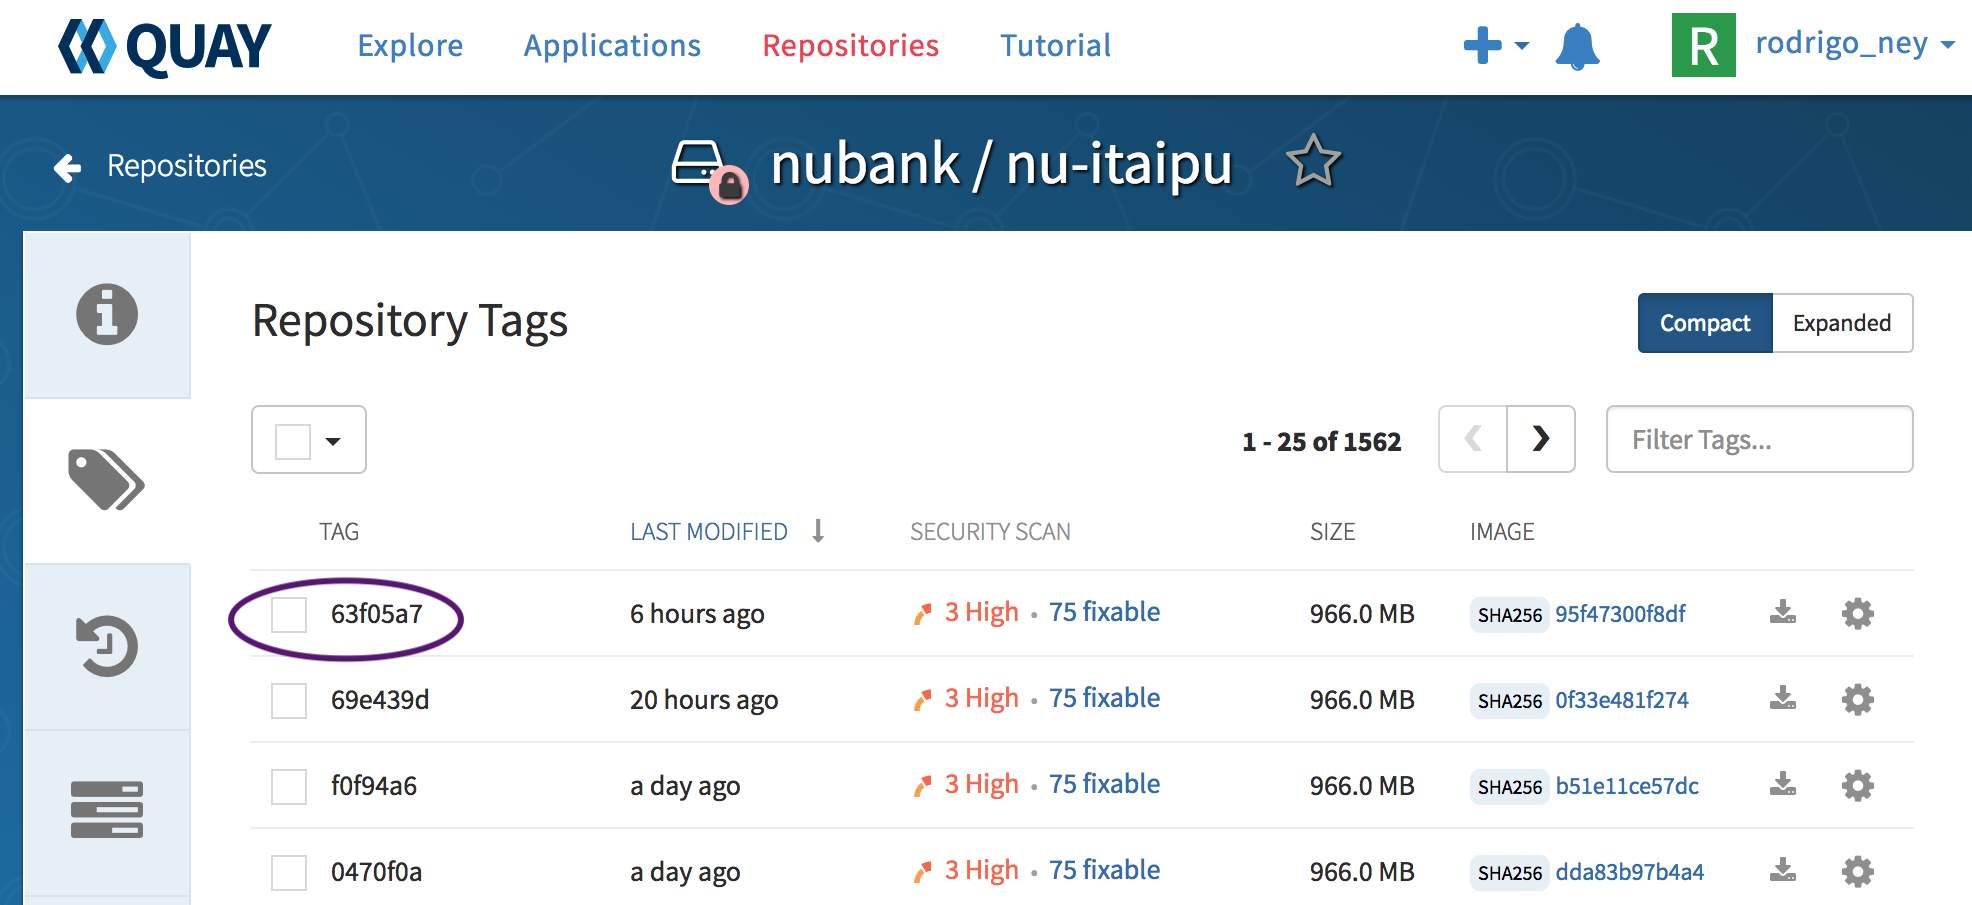 QUAY Explore Applications Repositories Tutorial R rodrigo_ney
Repositories nubank / nu-itaipu
Repository Tags Compact Expanded
1 - 25 of 1562 Filter Tags...
TAG LAST MODIFIED SECURITY SCAN SIZE IMAGE
63f05a7 6 hours ago 3 High • 75 fixable 966.0 MB SHA256 95f47300f8df
69e439d 20 hours ago 3 High • 75 fixable 966.0 MB SHA256 0f33e481f274
f0f94a6 a day ago 3 High • 75 fixable 966.0 MB SHA256 b51e11ce57dc
0470f0a a day ago 3 High • 75 fixable 966.0 MB SHA256 dda83b97b4a4